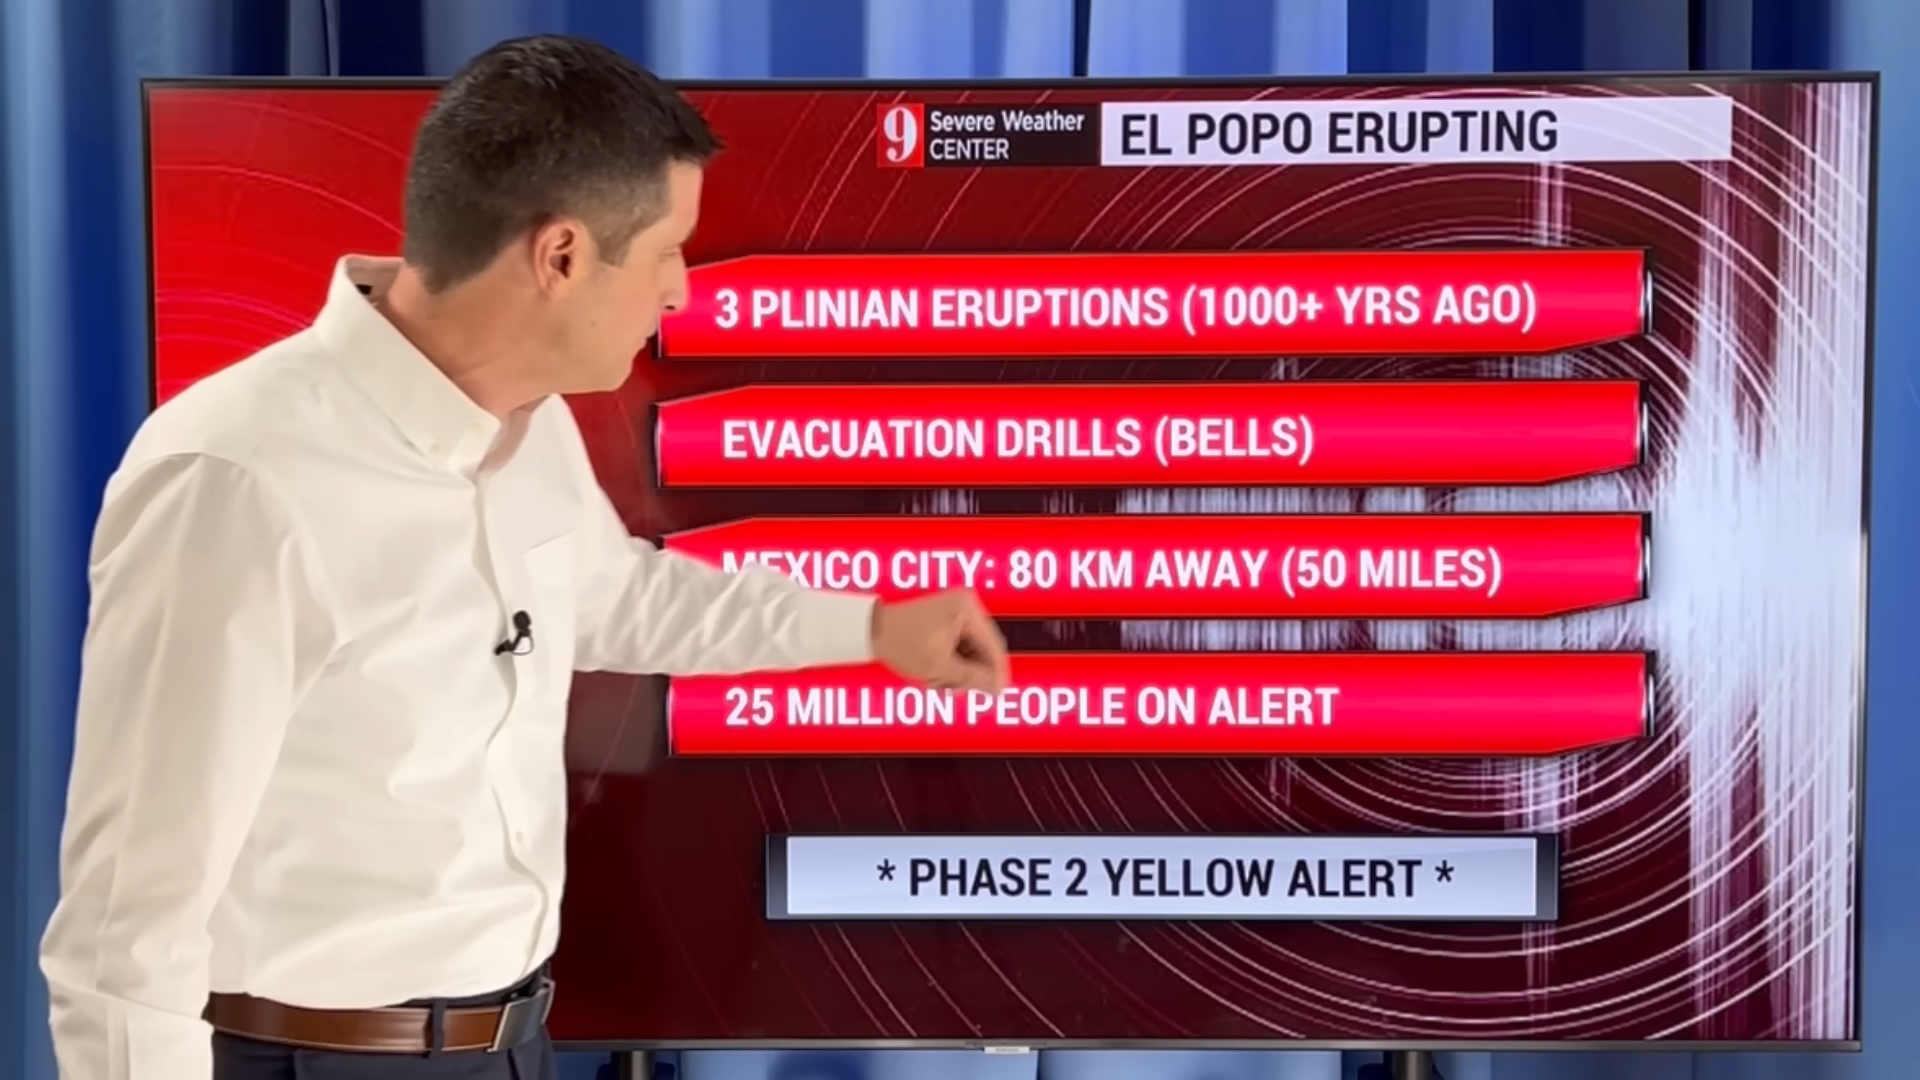 9 Severe Weather
CENTER
EL POPO ERUPTING
3 PLINIAN ERUPTIONS (1000+ YRS AGO)
EVACUATION DRILLS (BELLS)
MEXICO CITY: 80 KM AWAY (50 MILES)
25 MILLION PEOPLE ON ALERT
* PHASE 2 YELLOW ALERT *